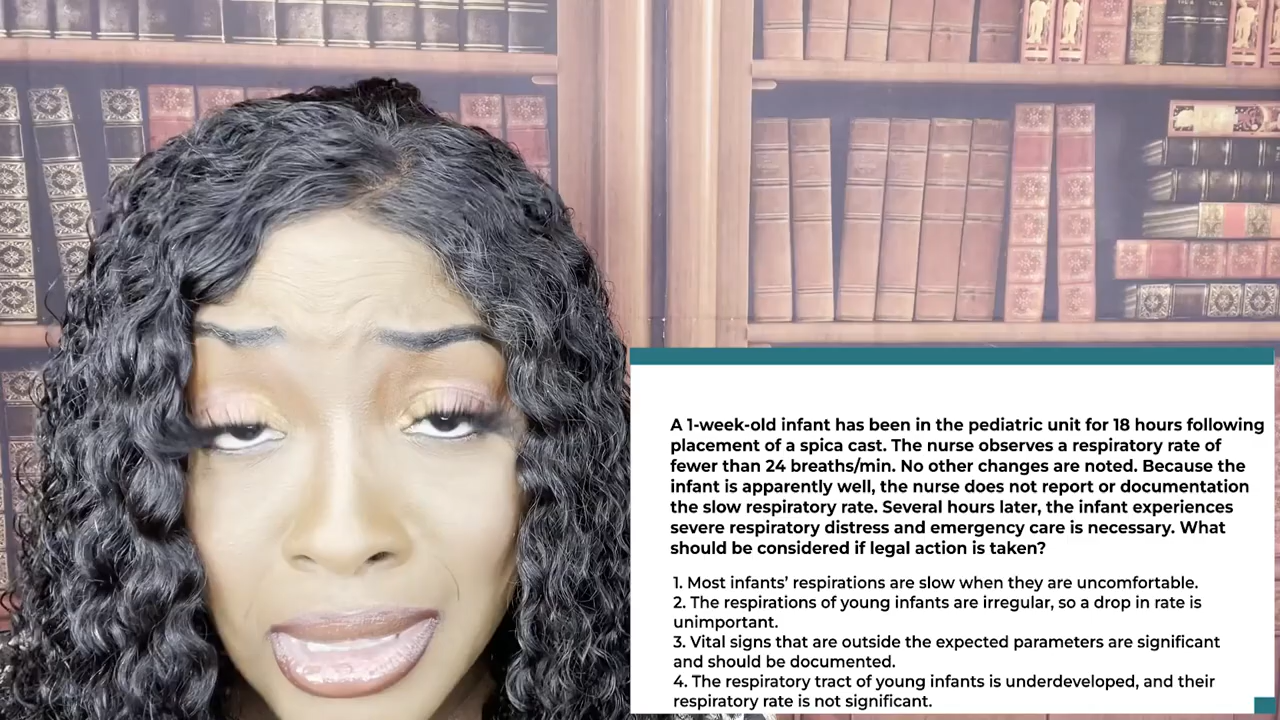 A 1-week-old infant has been in the pediatric unit for 18 hours following
placement of a spica cast. The nurse observes a respiratory rate of
fewer than 24 breaths/min. No other changes are noted. Because the
infant is apparently well, the nurse does not report or documentation
the slow respiratory rate. Several hours later, the infant experiences
severe respiratory distress and emergency care is necessary. What
should be considered if legal action is taken?
1. Most infants’ respirations are slow when they are uncomfortable.
2. The respirations of young infants are irregular, so a drop in rate is
unimportant.
3. Vital signs that are outside the expected parameters are significant
and should be documented.
4. The respiratory tract of young infants is underdeveloped, and their
respiratory rate is not significant.